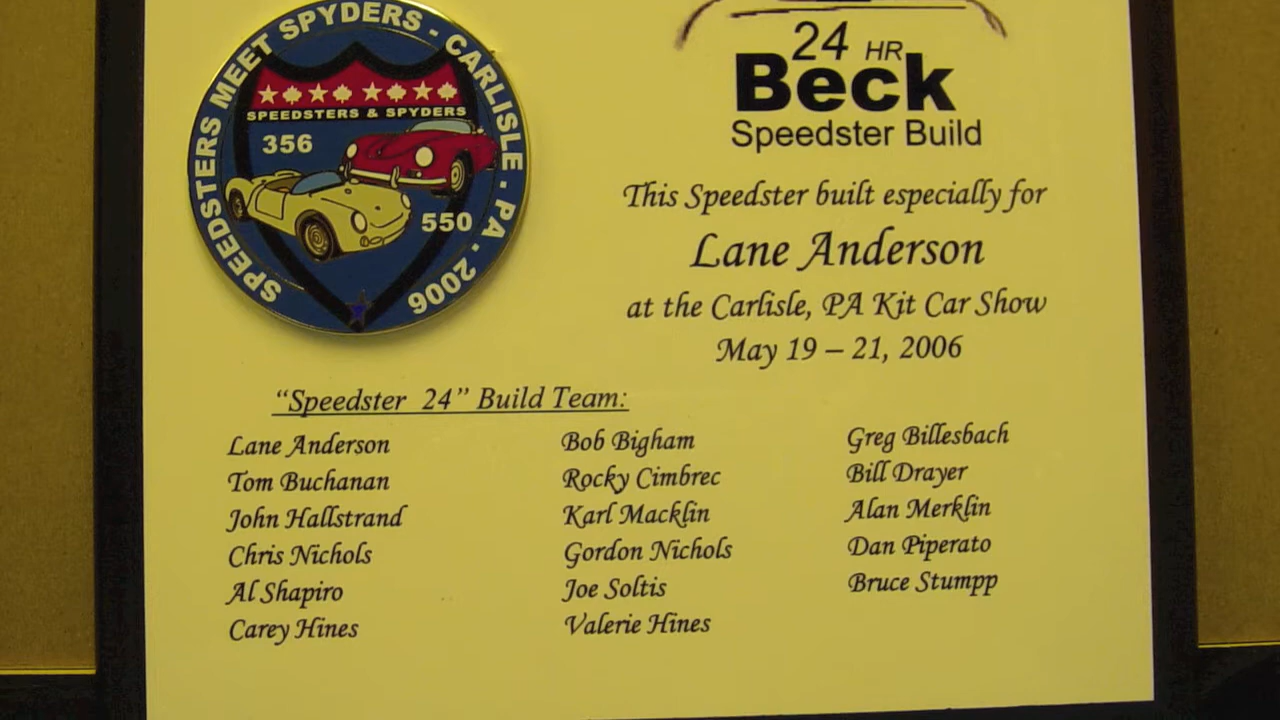 SPEEDSTERS MEET SPYDERS - CARLISLE . PA . 2006
SPEEDSTERS & SPYDERS
356
550
24 HR
Beck
Speedster Build
This Speedster built especially for
Lane Anderson
at the Carlisle, PA Kit Car Show
May 19 – 21, 2006
“Speedster 24” Build Team:
Lane Anderson
Tom Buchanan
John Hallstrand
Chris Nichols
Al Shapiro
Carey Hines
Bob Bigham
Rocky Cimbrec
Karl Macklin
Gordon Nichols
Joe Soltis
Valerie Hines
Greg Billesbach
Bill Drayer
Alan Merklin
Dan Piperato
Bruce Stumpp